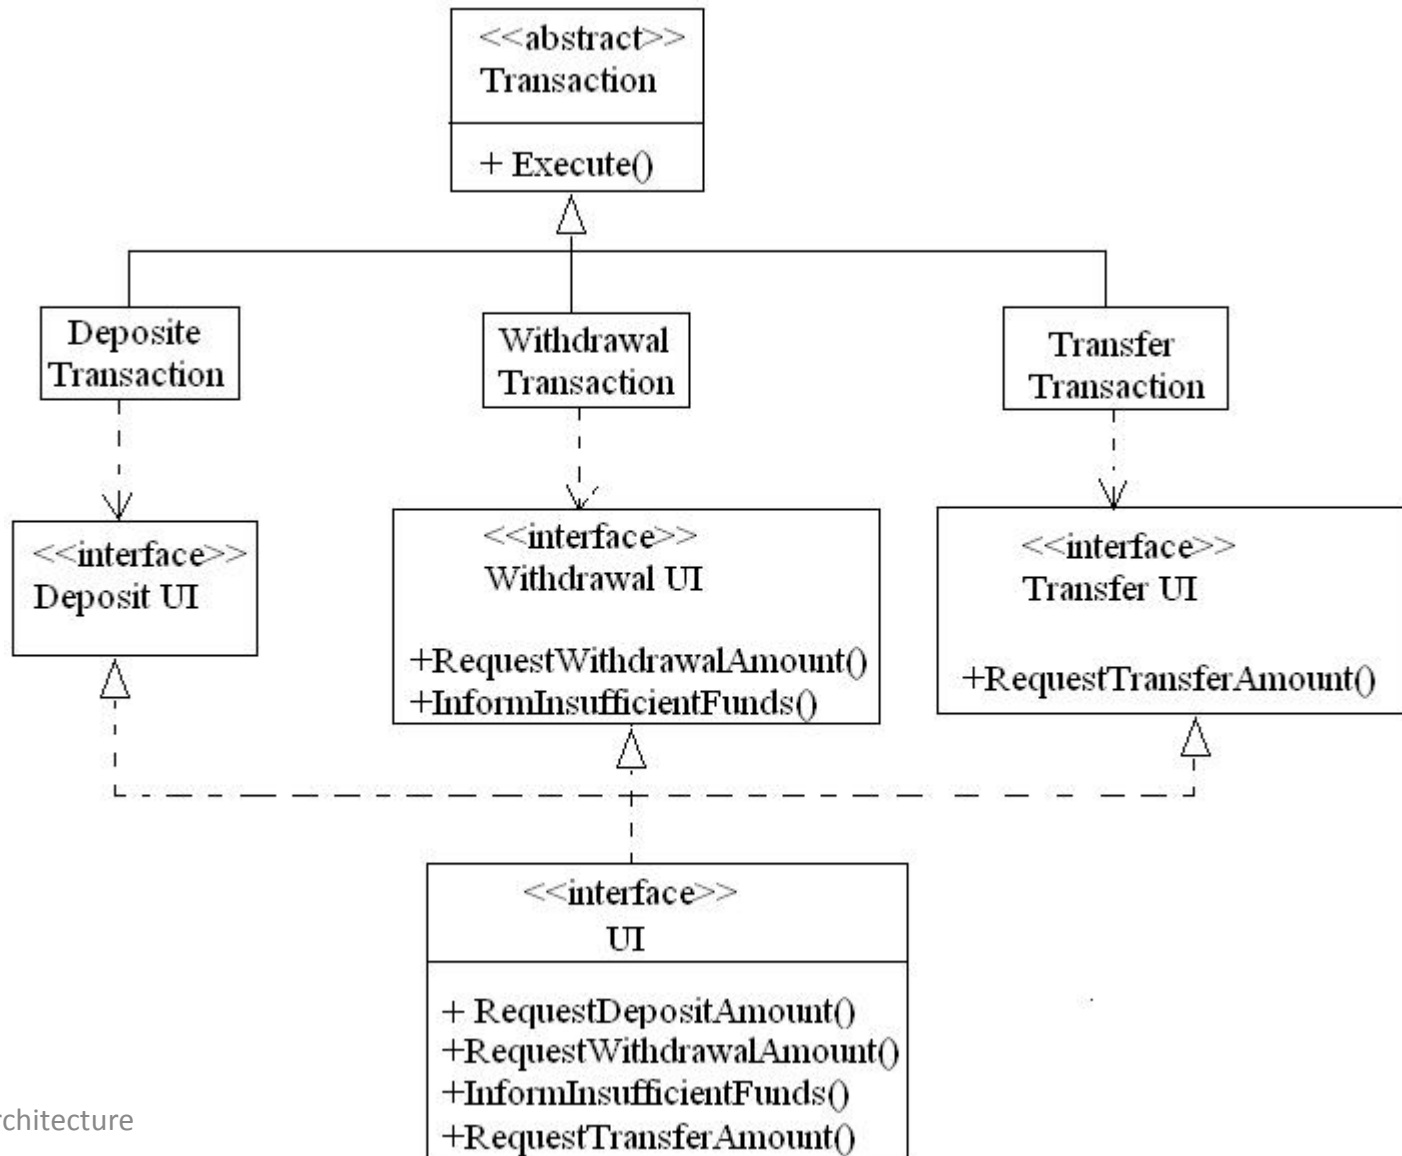 <<abstract>>
Transaction
+ Execute()
Deposite
Transaction
Withdrawal
Transaction
Transfer
Transaction
<<interface>>
Deposit UI
<<interface>>
Withdrawal UI
+RequestWithdrawalAmount()
+InformInsufficientFunds()
<<interface>>
Transfer UI
+RequestTransferAmount()
<<interface>>
UI
+ RequestDepositAmount()
+RequestWithdrawalAmount()
+InformInsufficientFunds()
+RequestTransferAmount()
rchitecture